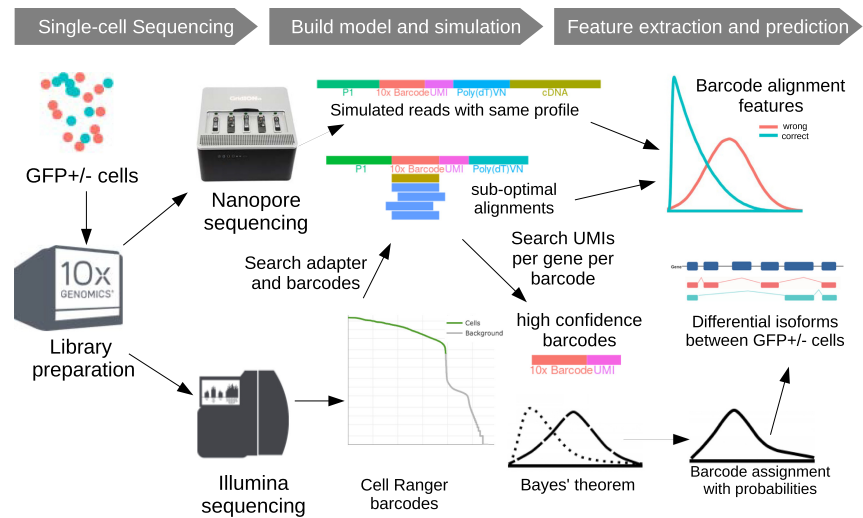 Single-cell Sequencing
Build model and simulation
Feature extraction and prediction
P1
10x Barcode
UMI
Poly(dT)VN
cDNA
Simulated reads with same profile
Barcode alignment
features
wrong
correct
GFP+/- cells
Nanopore
sequencing
P1
10x Barcode
UMI
Poly(dT)VN
sub-optimal
alignments
Search UMIs
per gene per
barcode
Search adapter
and barcodes
10x
GENOMICS
Library
preparation
Gene
Differential isoforms
between GFP+/- cells
high confidence
barcodes
10x Barcode
UMI
Cells
Background
Illumina
sequencing
Cell Ranger
barcodes
Bayes' theorem
Barcode assignment
with probabilities